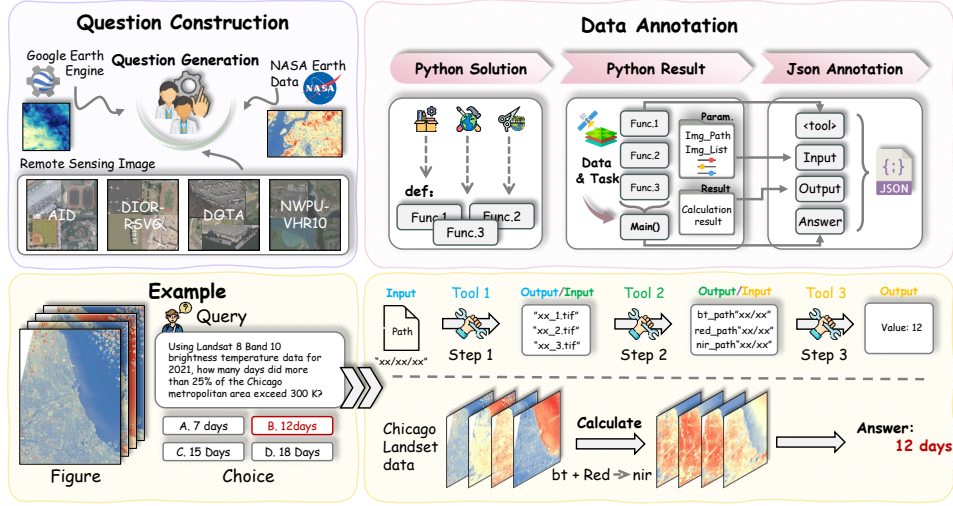 Question Construction
Google Earth
Engine
Question Generation
NASA Earth
Data
NASA
Remote Sensing Image
AID
DIOR-
RSVG
DOTA
NWPU-
VHR10
Data Annotation
Python Solution
Python Result
Json Annotation
def:
Func.1
Func.2
Func.3
Data
& Task
Func.1
Func.2
Func.3
Main()
Param.
Img_Path
Img_List
Result
Calculation
result
<tool>
Input
Output
Answer
{;}
JSON
Example
Query
Using Landsat 8 Band 10
brightness temperature data for
2021, how many days did more
than 25% of the Chicago
metropolitan area exceed 300 K?
A. 7 days
B. 12days
C. 15 Days
D. 18 Days
Figure
Choice
Input
Tool 1
Output/Input
Tool 2
Output/Input
Tool 3
Output
Path
"xx/xx/xx"
Step 1
"xx_1.tif"
"xx_2.tif"
"xx_3.tif"
Step 2
bt_path"xx/xx"
red_path"xx/xx"
nir_path"xx/xx"
Step 3
Value: 12
Chicago
Landset
data
Calculate
bt + Red nir
Answer:
12 days